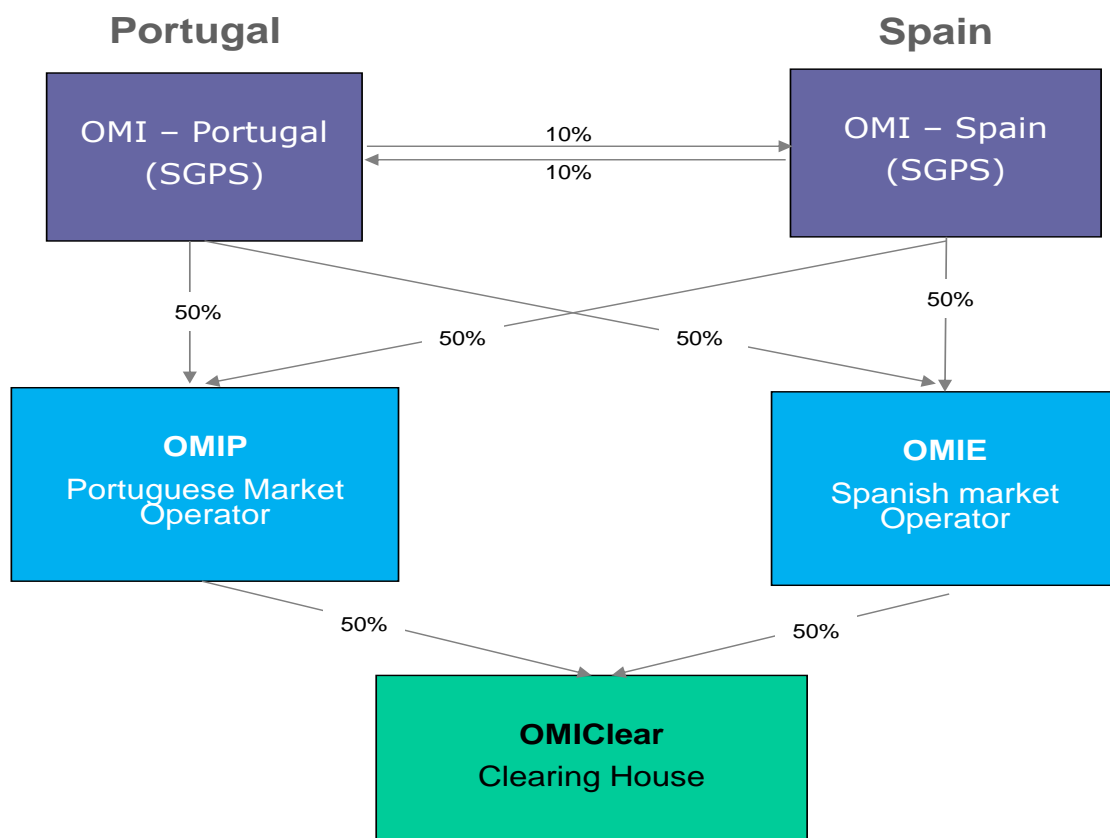 Portugal
Spain
OMI – Portugal
(SGPS)
OMI – Spain
(SGPS)
10%
10%
50%
50%
50%
50%
OMIP
Portuguese Market
Operator
OMIE
Spanish market
Operator
50%
50%
OMIClear
Clearing House